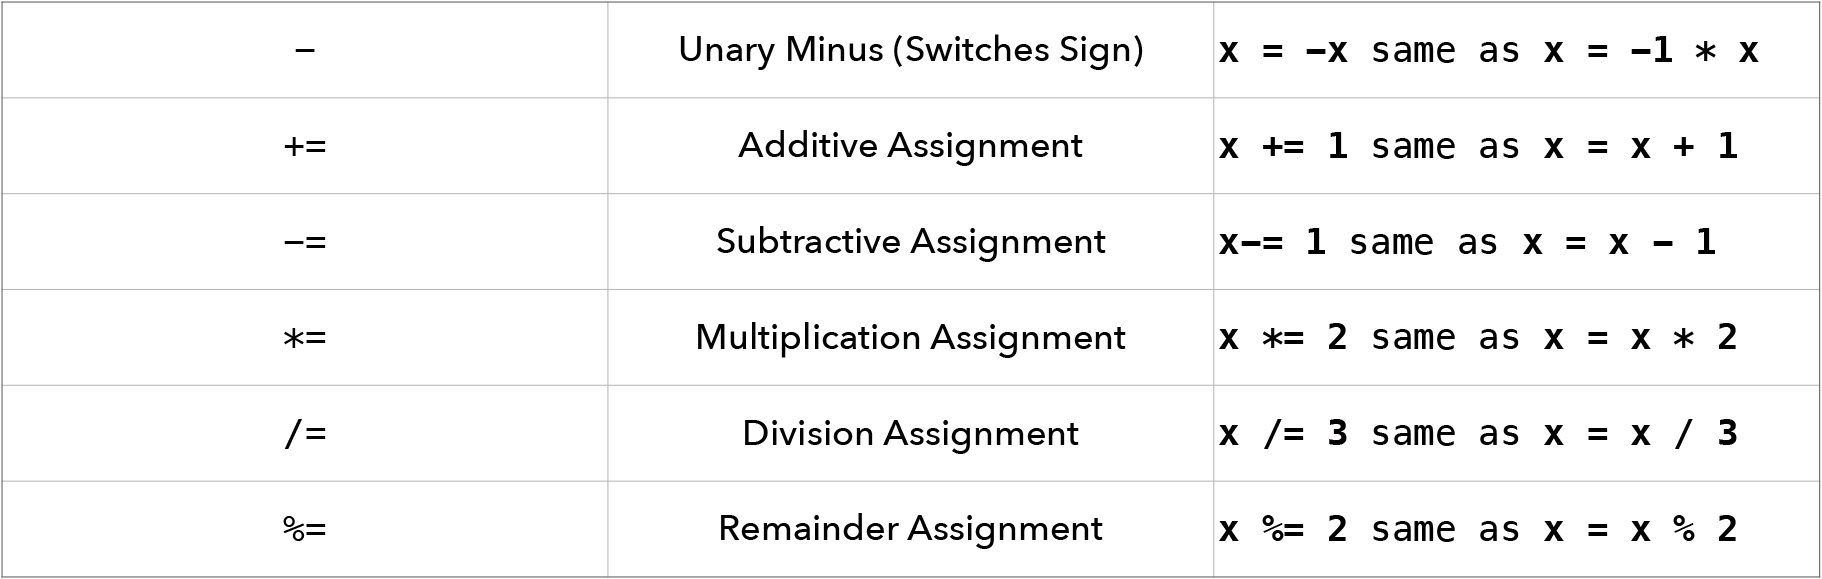 − Unary Minus (Switches Sign) x = −x same as x = −1 * x
+= Additive Assignment x += 1 same as x = x + 1
−= Subtractive Assignment x−= 1 same as x = x − 1
*= Multiplication Assignment x *= 2 same as x = x * 2
/= Division Assignment x /= 3 same as x = x / 3
%= Remainder Assignment x %= 2 same as x = x % 2